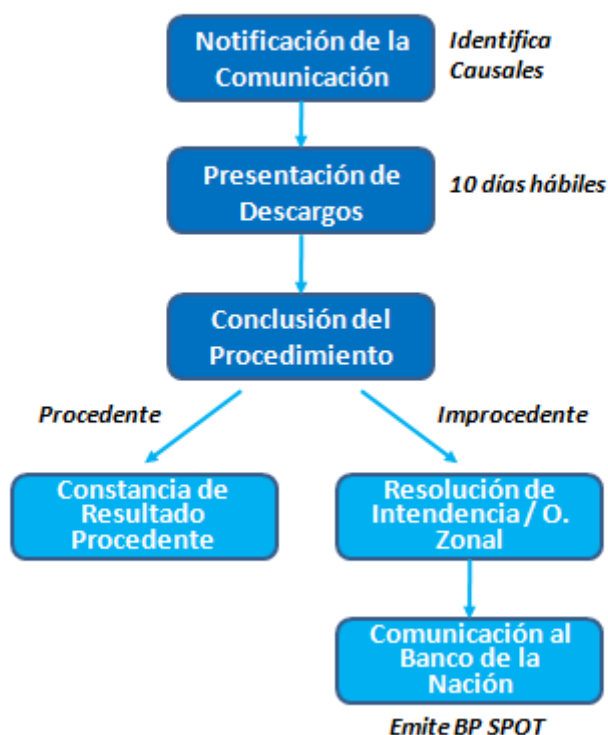 Notificación de la
Comunicación
Identifica
Causales
Presentación de
Descargos
10 días hábiles
Conclusión del
Procedimiento
Procedente
Improcedente
Constancia de
Resultado
Procedente
Resolución de
Intendencia / O.
Zonal
Comunicación al
Banco de la
Nación
Emite BP SPOT